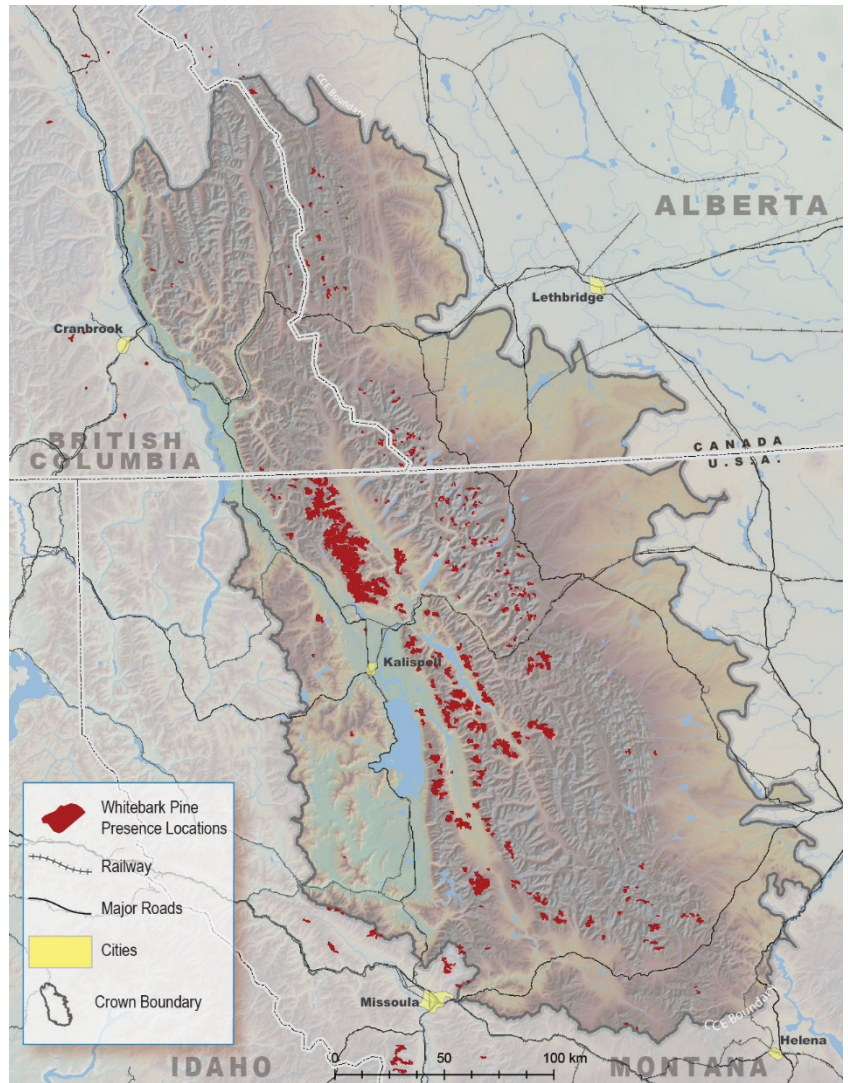 CCE Boundary
ALBERTA
Lethbridge
Cranbrook
BRITISH
COLUMBIA
CANADA
U.S.A.
Kalispell
Whitebark Pine
Presence Locations
Railway
Major Roads
Cities
Crown Boundary
Missoula
CCE Boundary
Helena
IDAHO
0 50 100 km
MONTANA